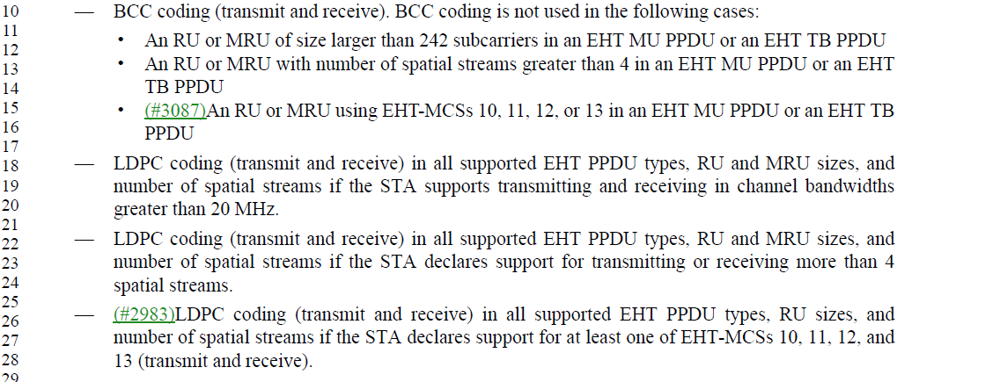 10 — BCC coding (transmit and receive). BCC coding is not used in the following cases:
11
12 • An RU or MRU of size larger than 242 subcarriers in an EHT MU PPDU or an EHT TB PPDU
13 • An RU or MRU with number of spatial streams greater than 4 in an EHT MU PPDU or an EHT
14 TB PPDU
15 • (#3087)An RU or MRU using EHT-MCSs 10, 11, 12, or 13 in an EHT MU PPDU or an EHT TB
16 PPDU
17
18 — LDPC coding (transmit and receive) in all supported EHT PPDU types, RU and MRU sizes, and
19 number of spatial streams if the STA supports transmitting and receiving in channel bandwidths
20 greater than 20 MHz.
21
22 — LDPC coding (transmit and receive) in all supported EHT PPDU types, RU and MRU sizes, and
23 number of spatial streams if the STA declares support for transmitting or receiving more than 4
24 spatial streams.
25
26 — (#2983)LDPC coding (transmit and receive) in all supported EHT PPDU types, RU sizes, and
27 number of spatial streams if the STA declares support for at least one of EHT-MCSs 10, 11, 12, and
28 13 (transmit and receive).
29